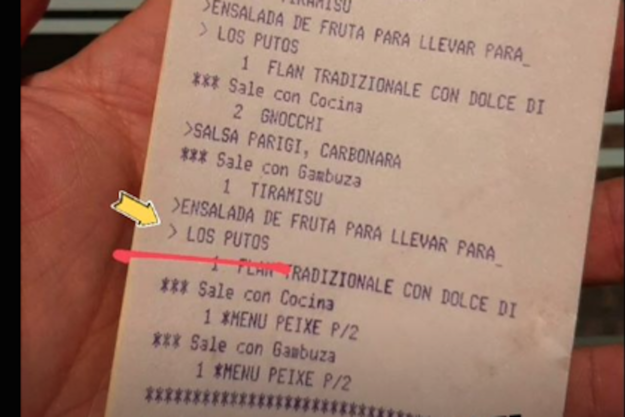 TIRAMISU
>ENSALADA DE FRUTA PARA LLEVAR PARA_
> LOS PUTOS
1 FLAN TRADIZIONALE CON DOLCE DI
*** Sale con Cocina
2 GNOCCHI
>SALSA PARIGI, CARBONARA
*** Sale con Gambuza
1 TIRAMISU
>ENSALADA DE FRUTA PARA LLEVAR PARA_
> LOS PUTOS
1 FLAN TRADIZIONALE CON DOLCE DI
*** Sale con Cocina
1 *MENU PEIXE P/2
*** Sale con Gambuza
1 *MENU PEIXE P/2